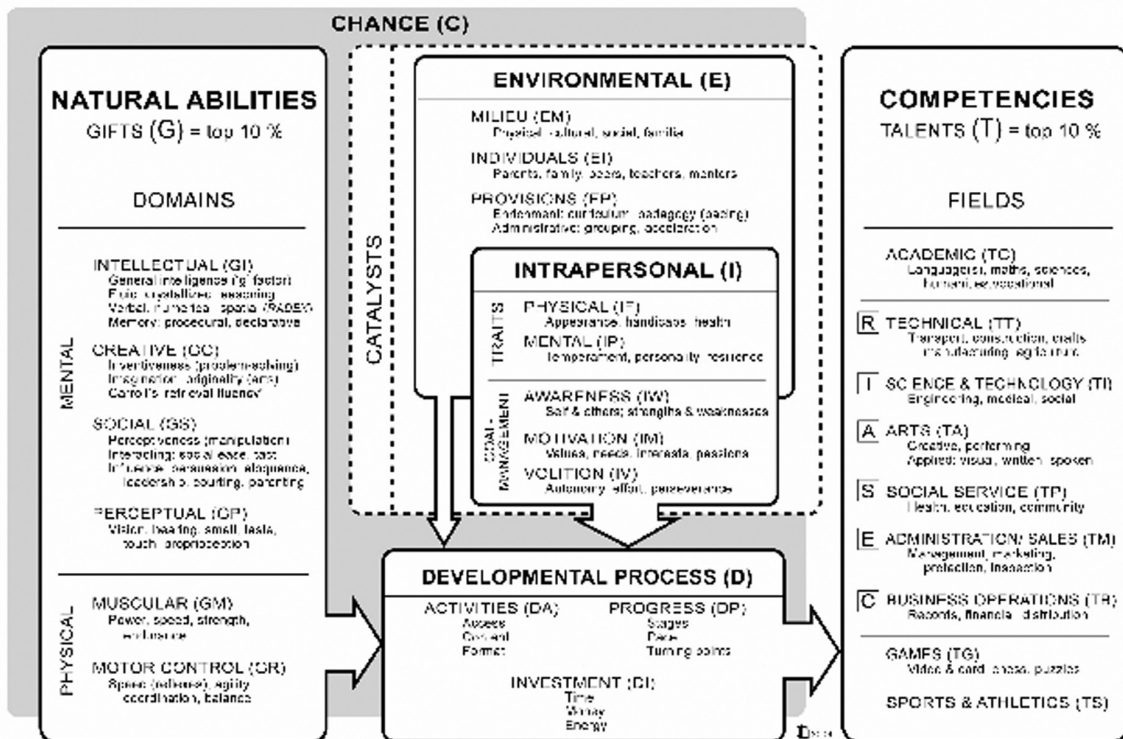 CHANCE (C)
NATURAL ABILITIES
GIFTS (G) = top 10 %
DOMAINS
MENTAL
INTELLECTUAL (GI)
General intelligence ('g' factor)
Fluid, crystallized reasoning
Verbal, numerical, spatial (RADEX)
Memory: procedural, declarative
CREATIVE (GC)
Inventiveness (problem-solving)
Imagination, originality (arts)
Carroll's 'retrieval fluency'
SOCIAL (GS)
Perceptiveness (manipulation)
Interacting: social ease, tact
Influence: persuasion, eloquence,
leadership, courting, parenting
PERCEPTUAL (GP)
Vision, hearing, smell, taste,
touch, proprioception
PHYSICAL
MUSCULAR (GM)
Power, speed, strength,
endurance
MOTOR CONTROL (GR)
Speed (reflexes), agility
coordination, balance
CATALYSTS
ENVIRONMENTAL (E)
MILIEU (EM)
Physical, cultural, social, familial
INDIVIDUALS (EI)
Parents, family, peers, teachers, mentors
PROVISIONS (EP)
Enrichment: curriculum, pedagogy (pacing)
Administrative: grouping, acceleration
INTRAPERSONAL (I)
TRAITS
PHYSICAL (IF)
Appearance, handicaps, health
MENTAL (IP)
Temperament, personality, resilience
GOAL-
MANAGEMENT
AWARENESS (IW)
Self & others; strengths & weaknesses
MOTIVATION (IM)
Values, needs, interests, passions
VOLITION (IV)
Autonomy, effort, perseverance
DEVELOPMENTAL PROCESS (D)
ACTIVITIES (DA)
Access
Content
Format
PROGRESS (DP)
Stages
Pace
Turning points
INVESTMENT (DI)
Time
Money
Energy
COMPETENCIES
TALENTS (T) = top 10 %
FIELDS
ACADEMIC (TC)
Language(s), maths, sciences,
humanities, vocational
R TECHNICAL (TT)
Transport, construction, crafts
manufacturing, agriculture
I SCIENCE & TECHNOLOGY (TI)
Engineering, medical, social
A ARTS (TA)
Creative, performing
Applied: visual, written, spoken
S SOCIAL SERVICE (TP)
Health, education, community
E ADMINISTRATION/ SALES (TM)
Management, marketing,
protection, inspection
C BUSINESS OPERATIONS (TB)
Records, financial, distribution
GAMES (TG)
Video & card, chess, puzzles
SPORTS & ATHLETICS (TS)